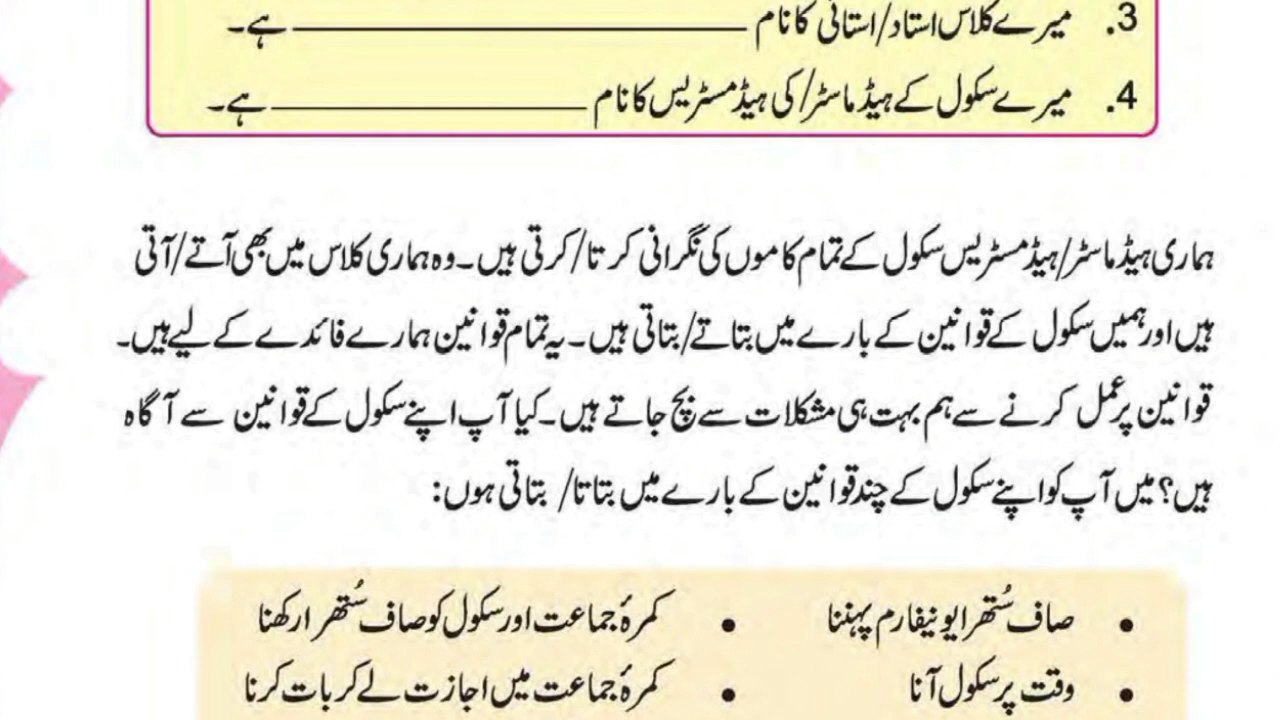 3. میرے کلاس استاد/استانی کا نام ______ ہے۔
4. میرے سکول کے ہیڈ ماسٹر/کی ہیڈ مسٹریس کا نام ______ ہے۔
ہماری ہیڈ ماسٹر/ہیڈ مسٹریس سکول کے تمام کاموں کی نگرانی کرتا/کرتی ہیں۔ وہ ہماری کلاس میں بھی آتے/آتی
ہیں اور ہمیں سکول کے قوانین کے بارے میں بتاتے/بتاتی ہیں۔ یہ تمام قوانین ہمارے فائدے کے لیے ہیں۔
قوانین پر عمل کرنے سے ہم بہت ہی مشکلات سے بچ جاتے ہیں۔ کیا آپ اپنے سکول کے قوانین سے آگاہ
ہیں؟ میں آپ کو اپنے سکول کے چند قوانین کے بارے میں بتاتا/ بتاتی ہوں:
• صاف سُتھرا یونیفارم پہننا • کمرۂ جماعت اور سکول کو صاف سُتھرا رکھنا
• وقت پر سکول آنا • کمرۂ جماعت میں اجازت لے کر بات کرنا